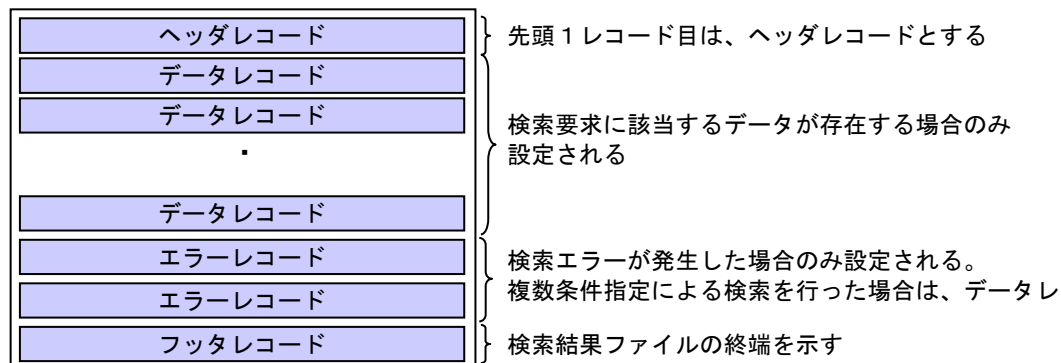 ヘッダレコード
先頭1レコード目は、ヘッダレコードとする
データレコード
データレコード
・
検索要求に該当するデータが存在する場合のみ
設定される
データレコード
エラーレコード
エラーレコード
検索エラーが発生した場合のみ設定される。
複数条件指定による検索を行った場合は、データレ
フッタレコード
検索結果ファイルの終端を示す